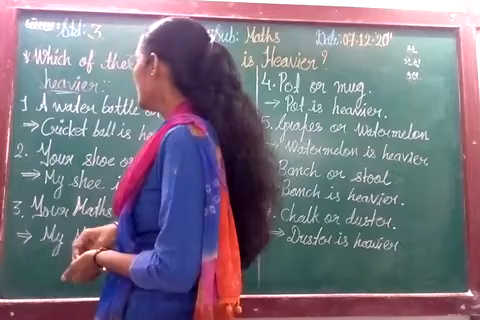 Std: 3.
Sub: Maths
Date: 07-12-20
* Which of the
is Heavier?
heavier:-
1 A water bottle or
⇒ Cricket ball is he
2. Your shoe or
⇒ My shee i
3. Your Maths
⇒ My
4. Pot or mug.
→ Pot is heavier.
5. Grapes or Watermelon
→ Watermelon is heavier
Bench or stool
Bench is heavier.
Chalk or duster.
⇒ Duster is heavier